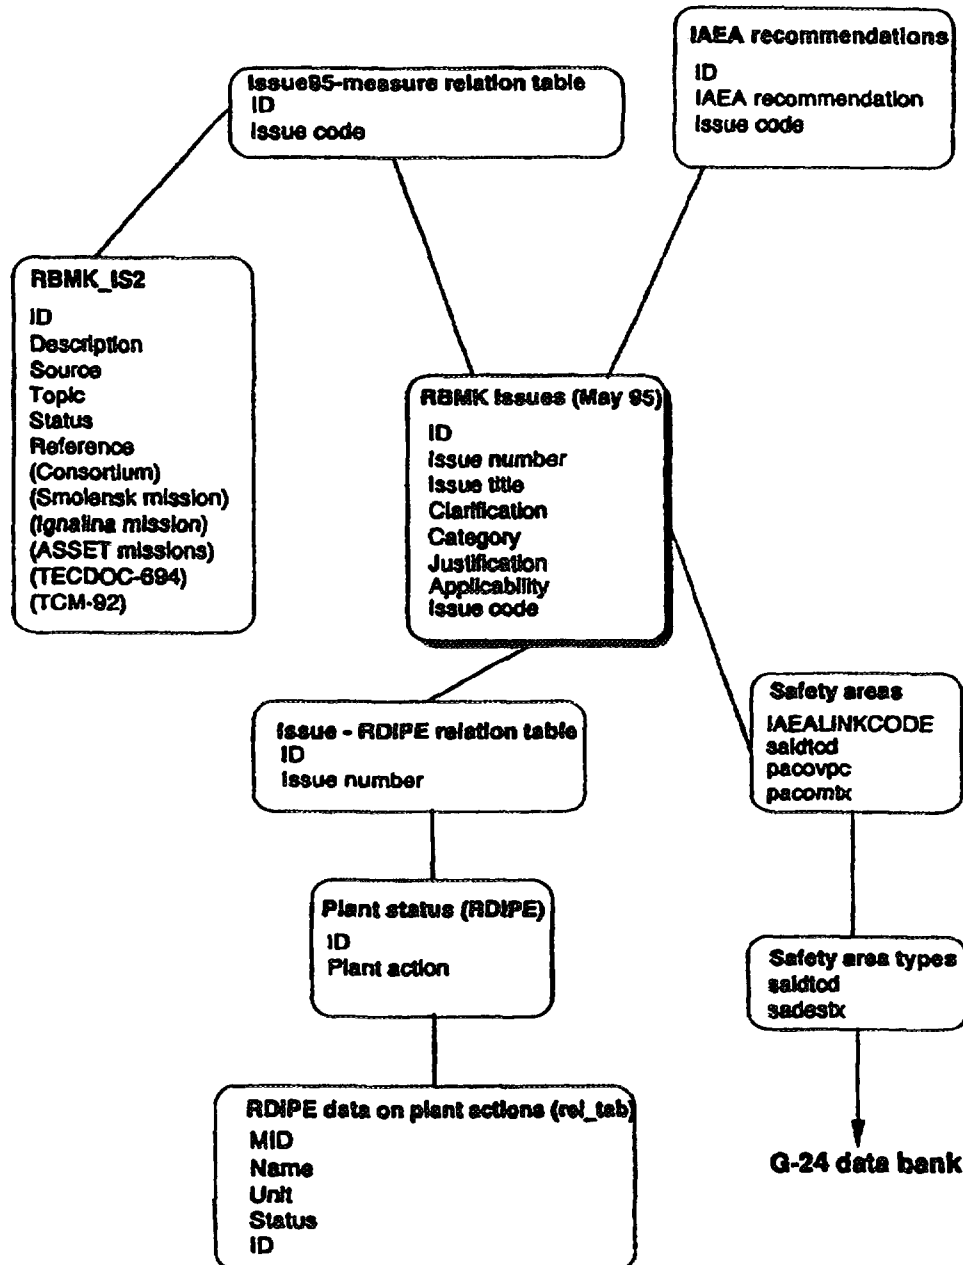 IAEA recommendations
ID
IAEA recommendation
Issue code
Issue95-measure relation table
ID
Issue code
RBMK_IS2
ID
Description
Source
Topic
Status
Reference
(Consortium)
(Smolensk mission)
(Ignalina mission)
(ASSET missions)
(TECDOC-694)
(TCM-92)
RBMK Issues (May 95)
ID
Issue number
Issue title
Clarification
Category
Justification
Applicability
Issue code
Issue - RDIPE relation table
ID
Issue number
Safety areas
IAEALINKCODE
saidtcd
pacovpc
pacomtx
Plant status (RDIPE)
ID
Plant action
Safety area types
saidtcd
sadestx
RDIPE data on plant actions (rel_tab)
MID
Name
Unit
Status
ID
G-24 data bank